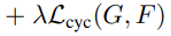 + λℒ_cyc(G, F)